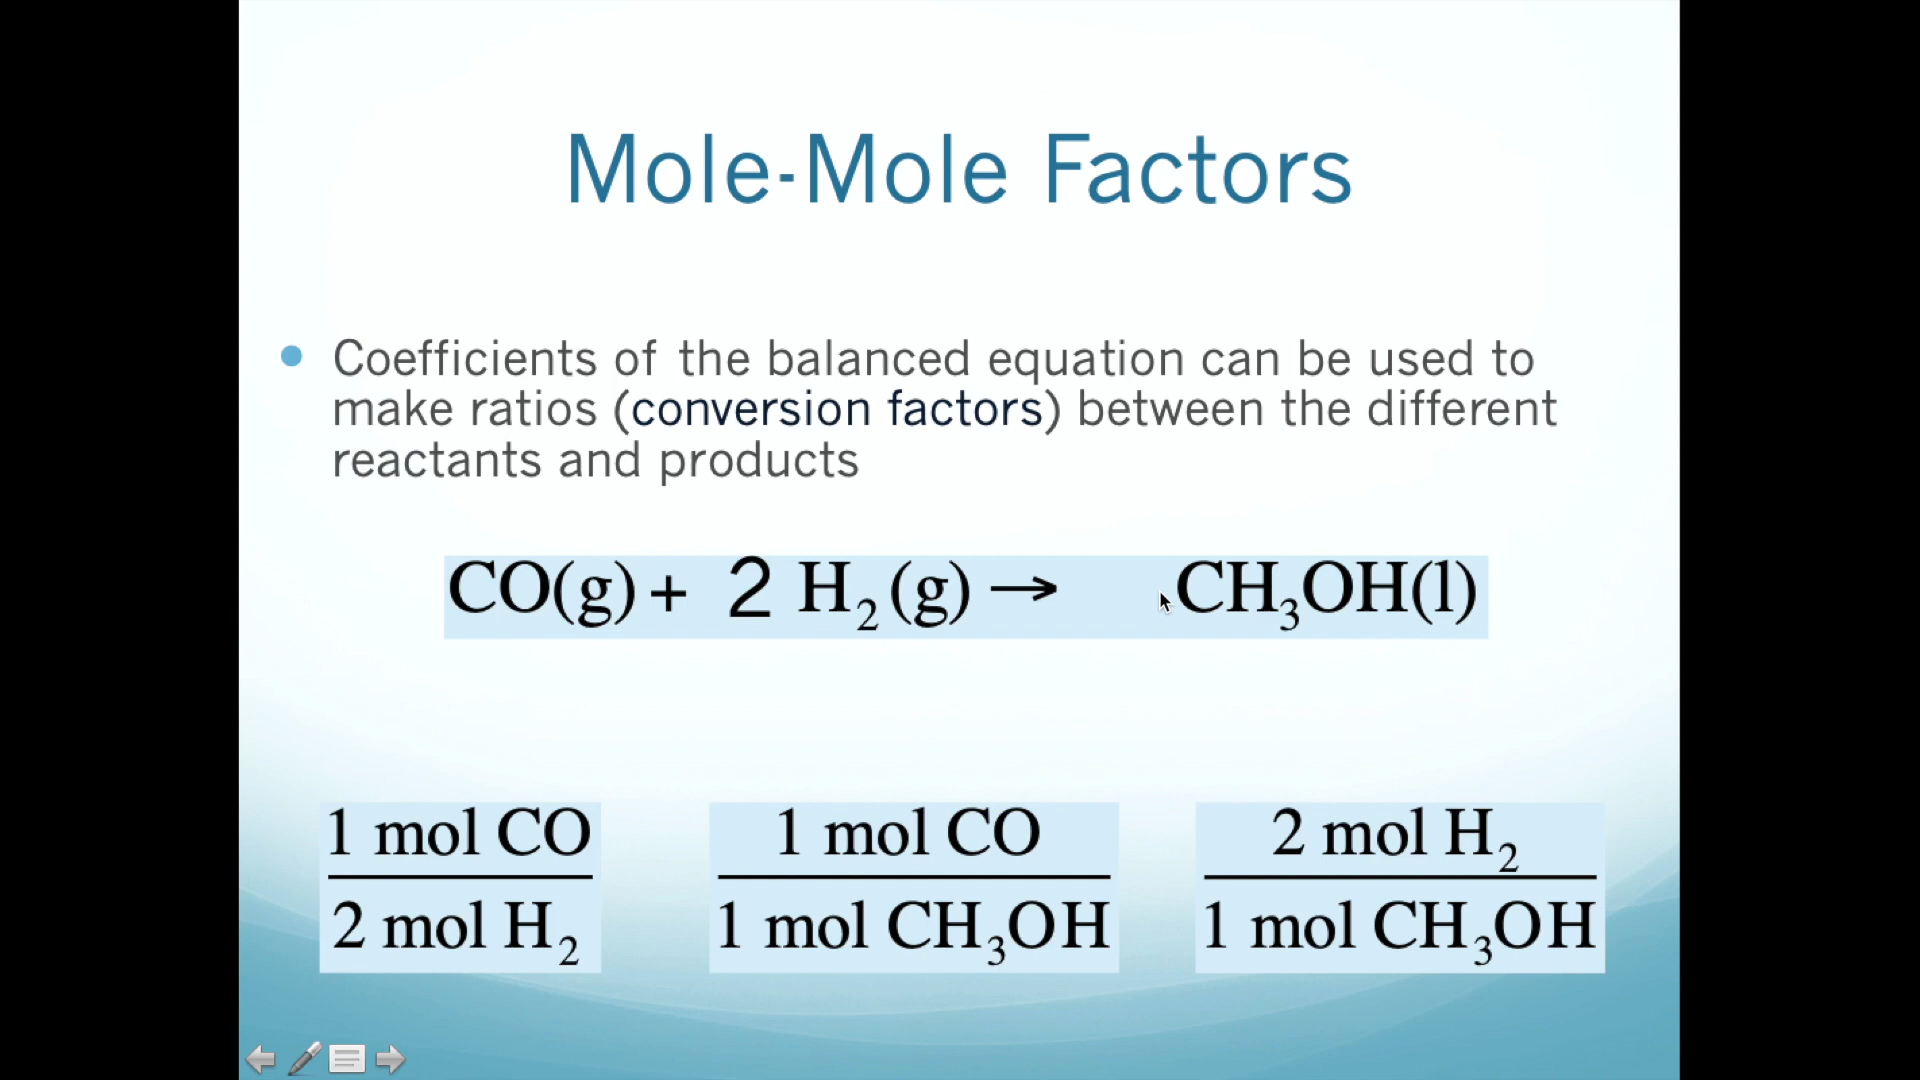 Mole-Mole Factors
Coefficients of the balanced equation can be used to
make ratios (conversion factors) between the different
reactants and products
CO(g) + 2 H₂(g) → CH₃OH(l)
1 mol CO
2 mol H₂
1 mol CO
1 mol CH₃OH
2 mol H₂
1 mol CH₃OH